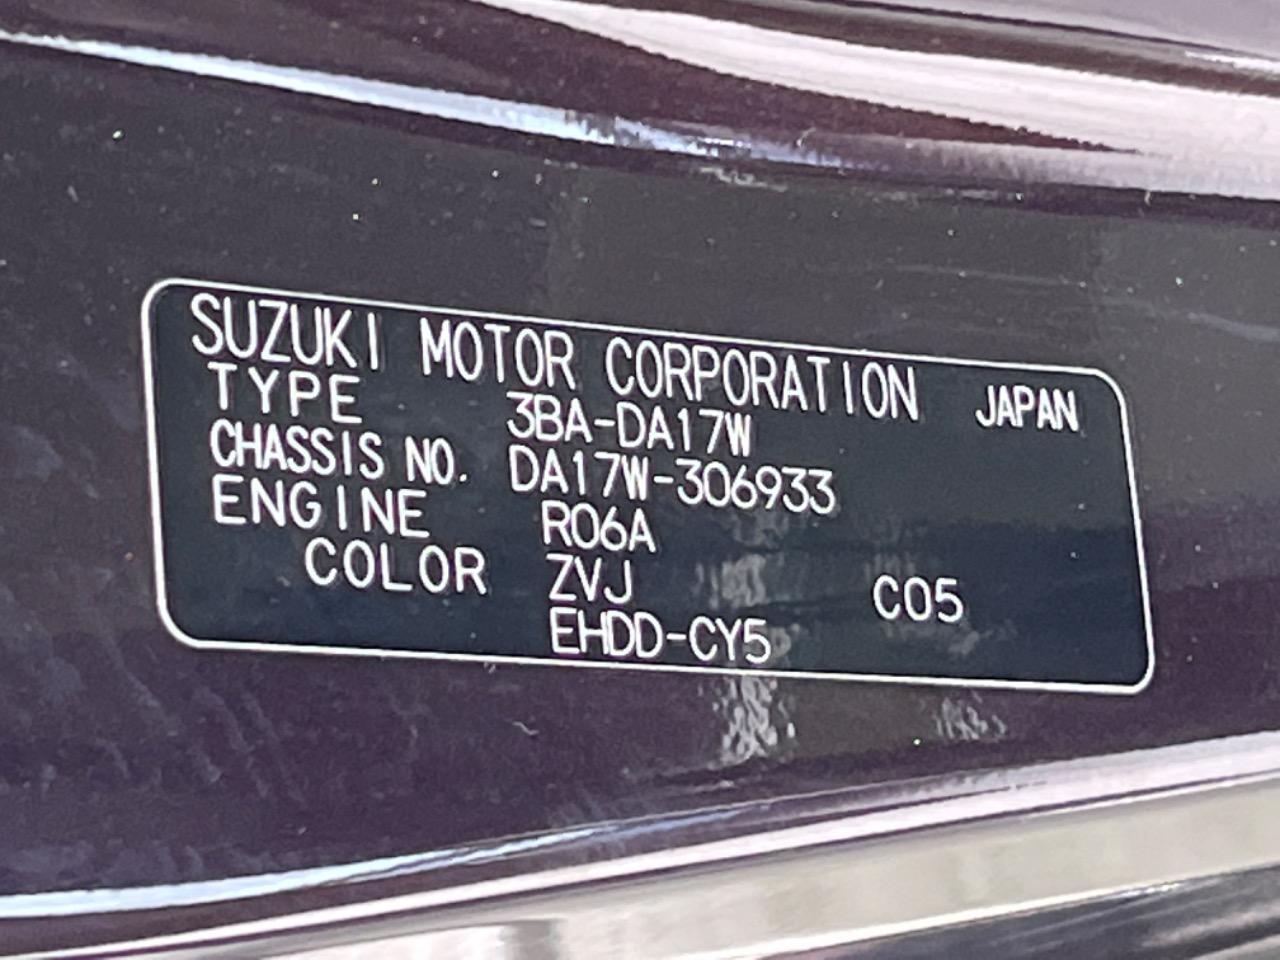 SUZUKI MOTOR CORPORATION JAPAN
TYPE 3BA-DA17W
CHASSIS NO. DA17W-306933
ENGINE R06A
COLOR ZVJ C05
EHDD-CY5